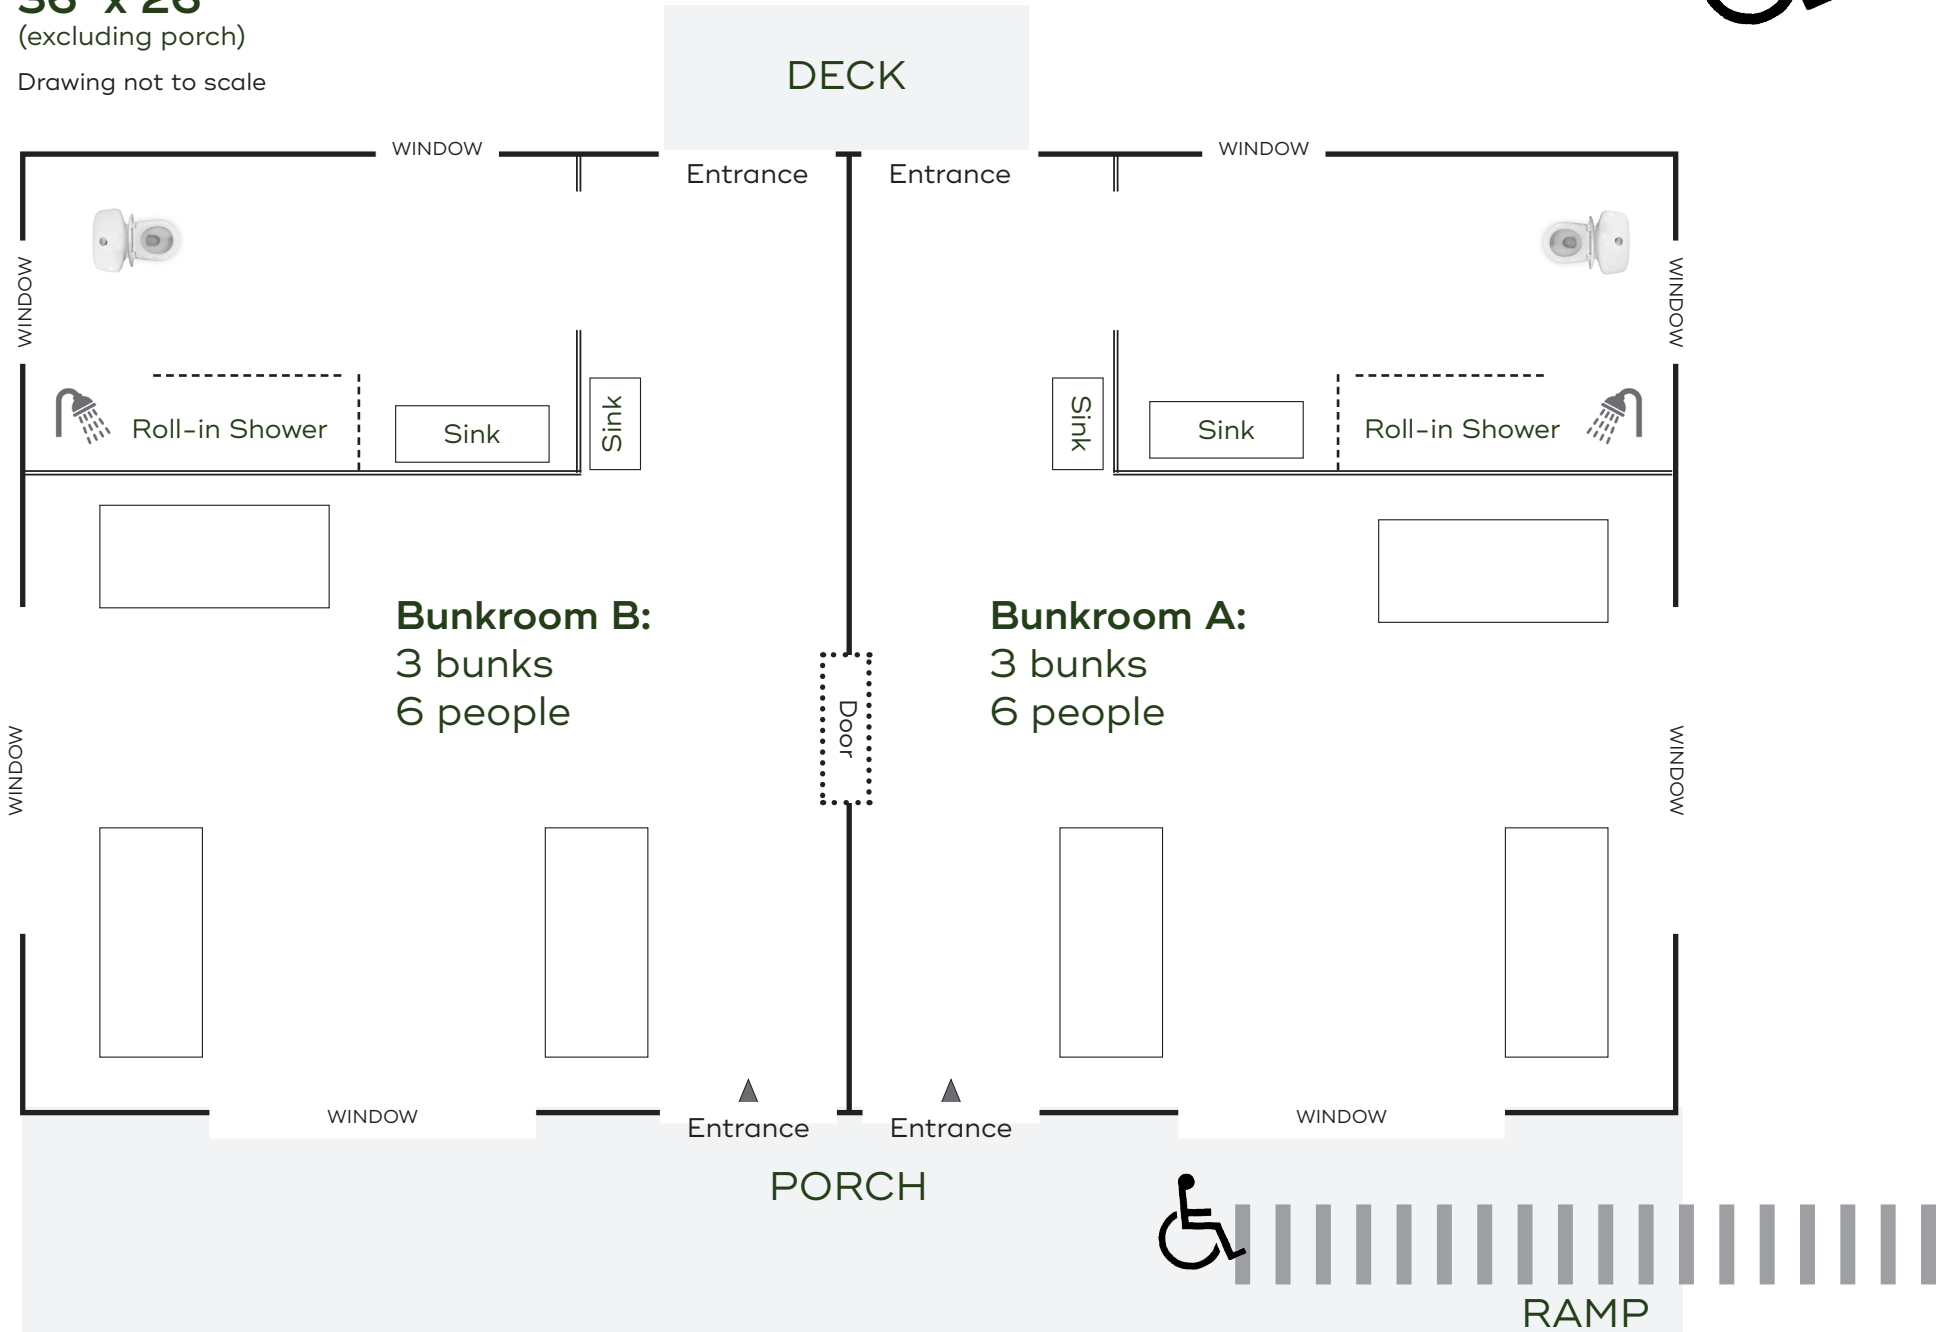 36' x 26'
(excluding porch)
Drawing not to scale
DECK
WINDOW
WINDOW
Entrance
Entrance
WINDOW
WINDOW
Roll-in Shower
Sink
Sink
Sink
Sink
Roll-in Shower
Bunkroom B:
3 bunks
6 people
Bunkroom A:
3 bunks
6 people
Door
WINDOW
WINDOW
WINDOW
Entrance
Entrance
WINDOW
PORCH
RAMP